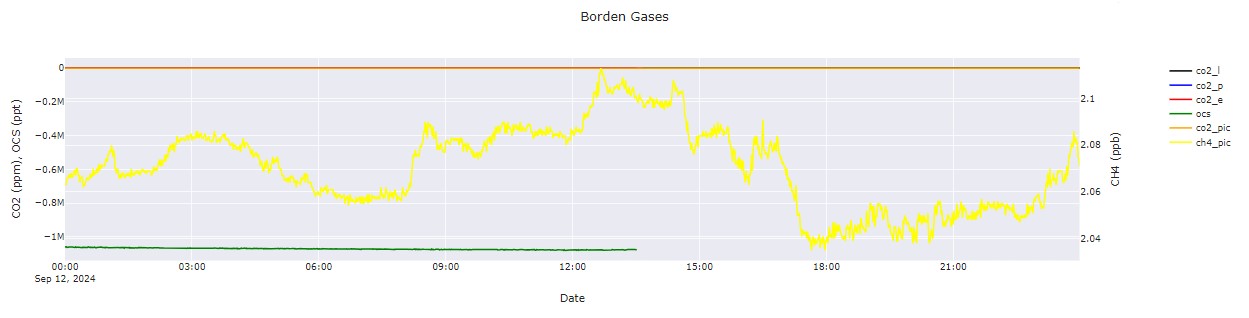 Borden Gases
CO2 (ppm), OCS (ppt)
0
−0.2M
−0.4M
−0.6M
−0.8M
−1M
2.1
2.08
2.06
2.04
CH4 (ppb)
00:00 03:00 06:00 09:00 12:00 15:00 18:00 21:00
Sep 12, 2024
Date
co2_l
co2_p
co2_e
ocs
co2_pic
ch4_pic